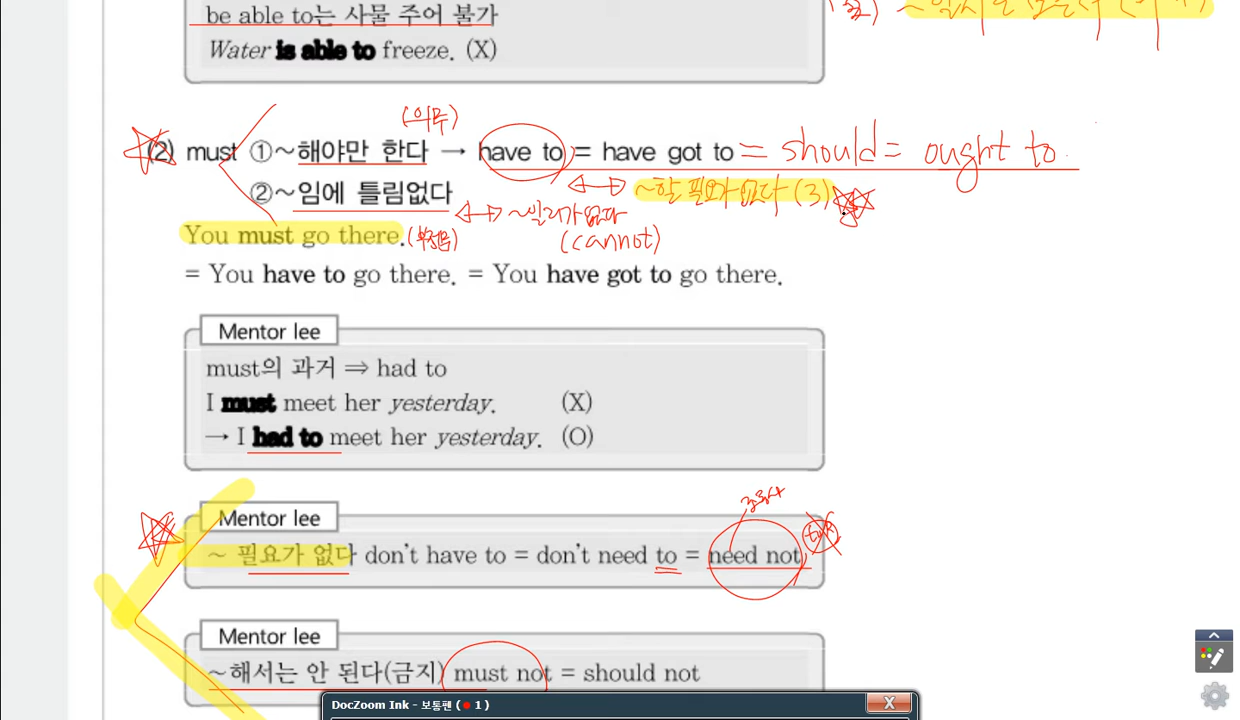 be able to는 사물 주어 불가
Water is able to freeze. (X)
(의무)
(2) must ①~해야만 한다 → have to = have got to = should = ought to
②~임에 틀림없다 ↔ ~할 필요가 없다 (3)
↔ ~일리가 없다
You must go there. (cannot)
= You have to go there. = You have got to go there.
Mentor lee
must의 과거 ⇒ had to
I must meet her yesterday. (X)
→ I had to meet her yesterday. (O)
Mentor lee
~ 필요가 없다 don't have to = don't need to = need not
Mentor lee
~해서는 안 된다(금지) must not = should not
DocZoom Ink - 보통펜 ( 1 ) X